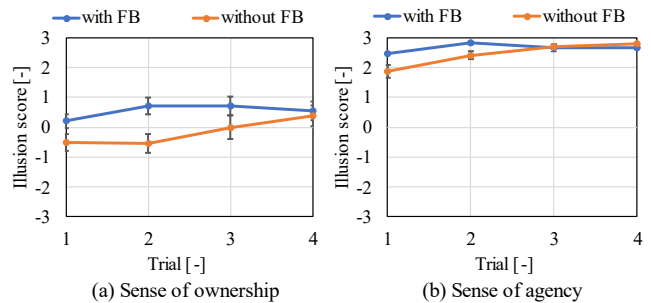 with FB without FB
3
2
1
0
-1
-2
-3
Illusion score [-]
1 2 3 4
Trial [-]
(a) Sense of ownership
with FB without FB
3
2
1
0
-1
-2
-3
Illusion score [-]
1 2 3 4
Trial [-]
(b) Sense of agency